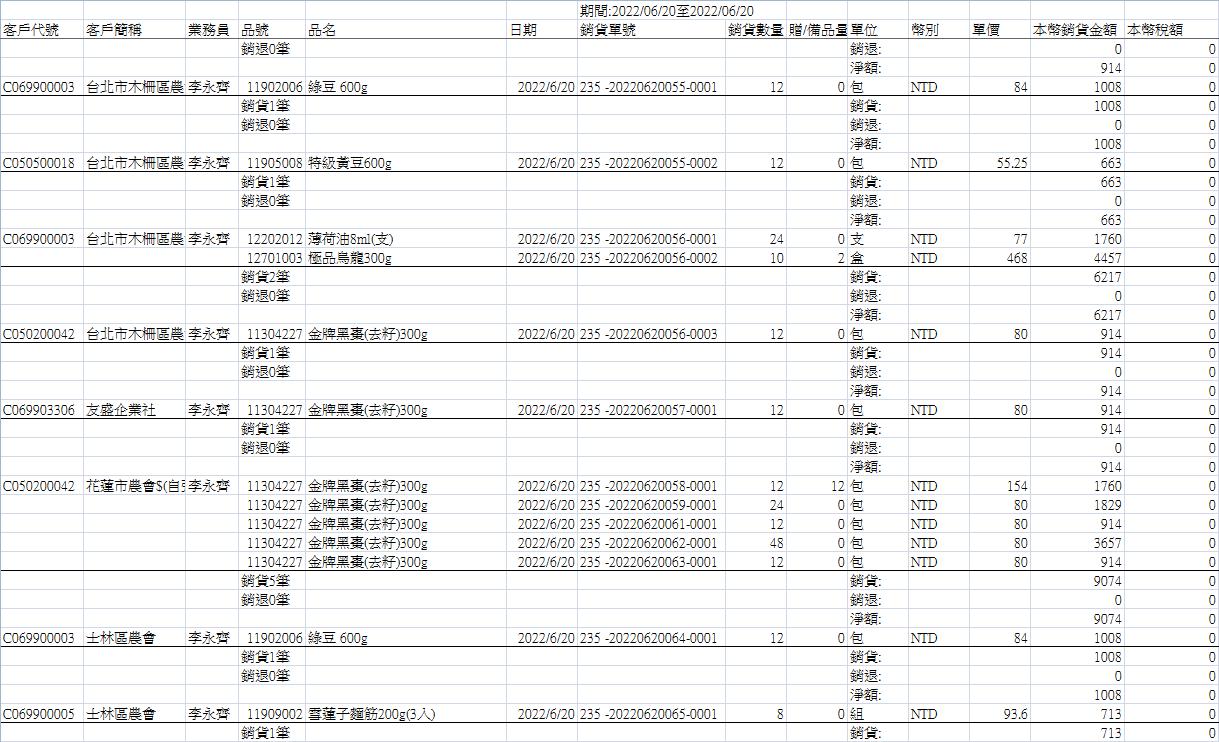 期間:2022/06/20至2022/06/20
客戶代號 客戶簡稱 業務員 品號 品名 日期 銷貨單號 銷貨數量 贈/備品量 單位 幣別 單價 本幣銷貨金額 本幣稅額
銷退0筆 銷退: 0 0
淨額: 914 0
C069900003 台北市木柵區農 李永齊 11902006 綠豆 600g 2022/6/20 235 -20220620055-0001 12 0 包 NTD 84 1008 0
銷貨1筆 銷貨: 1008 0
銷退0筆 銷退: 0 0
淨額: 1008 0
C050500018 台北市木柵區農 李永齊 11905008 特級黃豆600g 2022/6/20 235 -20220620055-0002 12 0 包 NTD 55.25 663 0
銷貨1筆 銷貨: 663 0
銷退0筆 銷退: 0 0
淨額: 663 0
C069900003 台北市木柵區農 李永齊 12202012 薄荷油8ml(支) 2022/6/20 235 -20220620056-0001 24 0 支 NTD 77 1760 0
12701003 極品烏龍300g 2022/6/20 235 -20220620056-0002 10 2 盒 NTD 468 4457 0
銷貨2筆 銷貨: 6217 0
銷退0筆 銷退: 0 0
淨額: 6217 0
C050200042 台北市木柵區農 李永齊 11304227 金牌黑棗(去籽)300g 2022/6/20 235 -20220620056-0003 12 0 包 NTD 80 914 0
銷貨1筆 銷貨: 914 0
銷退0筆 銷退: 0 0
淨額: 914 0
C069903306 友盛企業社 李永齊 11304227 金牌黑棗(去籽)300g 2022/6/20 235 -20220620057-0001 12 0 包 NTD 80 914 0
銷貨1筆 銷貨: 914 0
銷退0筆 銷退: 0 0
淨額: 914 0
C050200042 花蓮市農會$(自 李永齊 11304227 金牌黑棗(去籽)300g 2022/6/20 235 -20220620058-0001 12 12 包 NTD 154 1760 0
11304227 金牌黑棗(去籽)300g 2022/6/20 235 -20220620059-0001 24 0 包 NTD 80 1829 0
11304227 金牌黑棗(去籽)300g 2022/6/20 235 -20220620061-0001 12 0 包 NTD 80 914 0
11304227 金牌黑棗(去籽)300g 2022/6/20 235 -20220620062-0001 48 0 包 NTD 80 3657 0
11304227 金牌黑棗(去籽)300g 2022/6/20 235 -20220620063-0001 12 0 包 NTD 80 914 0
銷貨5筆 銷貨: 9074 0
銷退0筆 銷退: 0 0
淨額: 9074 0
C069900003 士林區農會 李永齊 11902006 綠豆 600g 2022/6/20 235 -20220620064-0001 12 0 包 NTD 84 1008 0
銷貨1筆 銷貨: 1008 0
銷退0筆 銷退: 0 0
淨額: 1008 0
C069900005 士林區農會 李永齊 11909002 雪蓮子麵筋200g(3入) 2022/6/20 235 -20220620065-0001 8 0 組 NTD 93.6 713 0
銷貨1筆 銷貨: 713 0